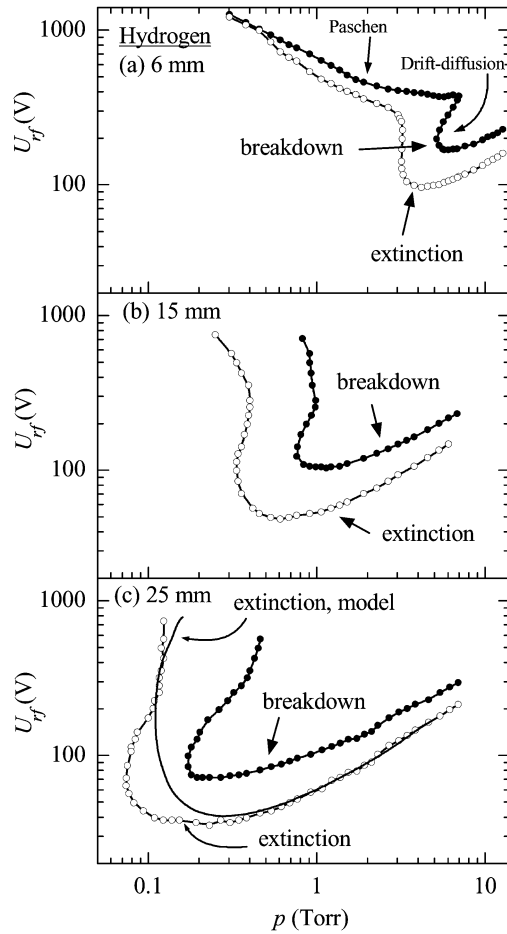 1000
Hydrogen
Paschen
(a) 6 mm
Drift-diffusion
U_rf (V)
breakdown
100
extinction
1000
(b) 15 mm
U_rf (V)
breakdown
100
extinction
1000
(c) 25 mm
extinction, model
U_rf (V)
breakdown
100
extinction
0.1 1 10
p (Torr)